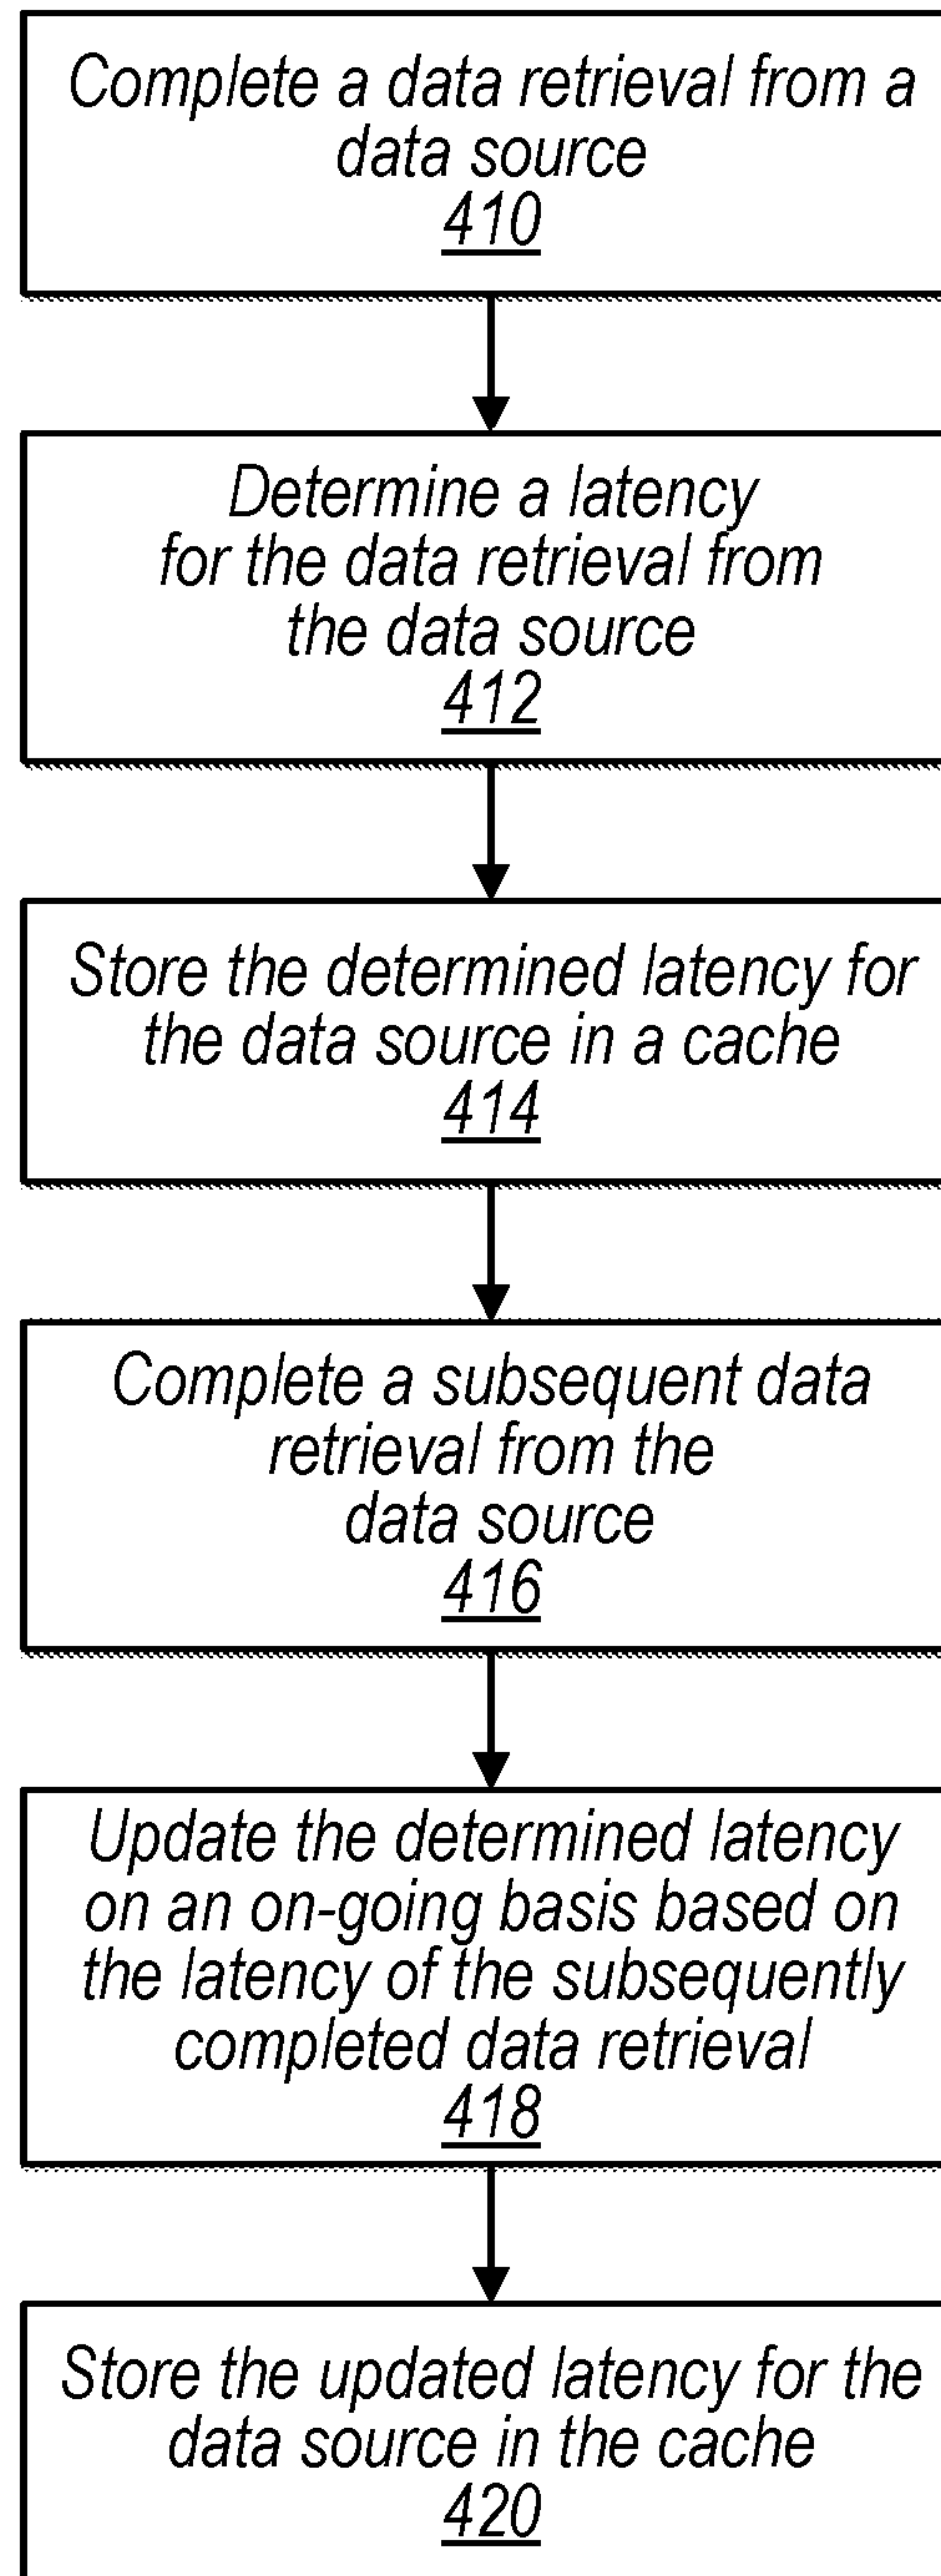 Complete a data retrieval from a
data source
410
Determine a latency
for the data retrieval from
the data source
412
Store the determined latency for
the data source in a cache
414
Complete a subsequent data
retrieval from the
data source
416
Update the determined latency
on an on-going basis based on
the latency of the subsequently
completed data retrieval
418
Store the updated latency for the
data source in the cache
420